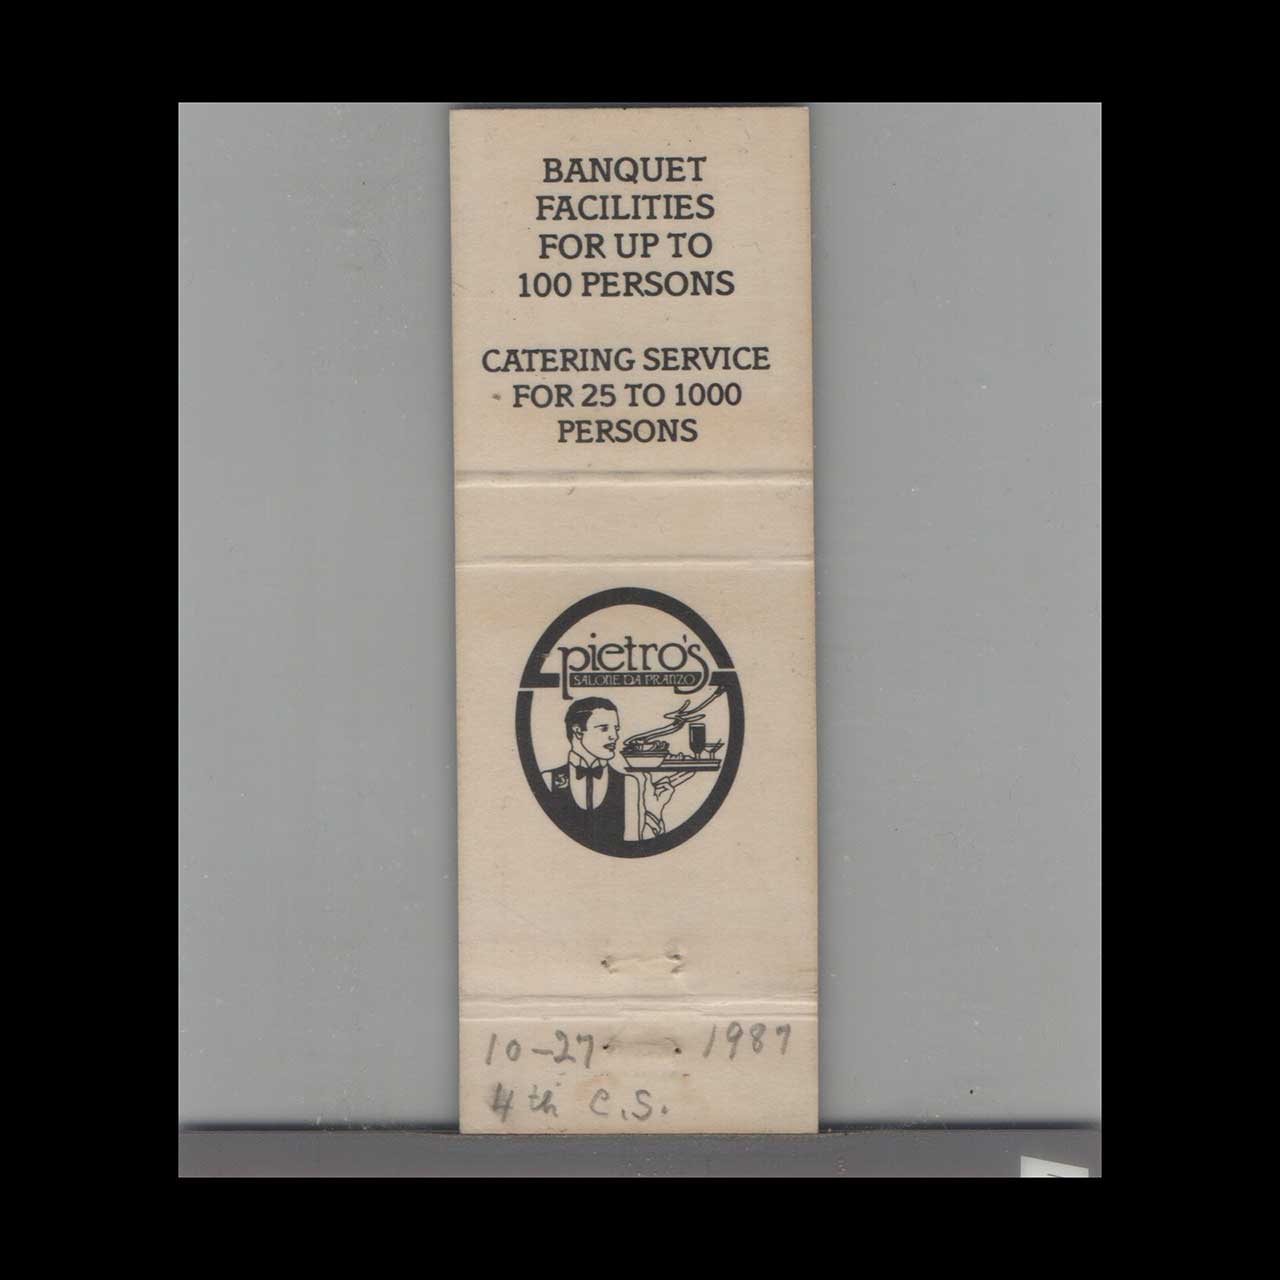 BANQUET
FACILITIES
FOR UP TO
100 PERSONS
CATERING SERVICE
FOR 25 TO 1000
PERSONS
pietro's
SALONE DA PRANZO
10-27 1987
4th C.S.